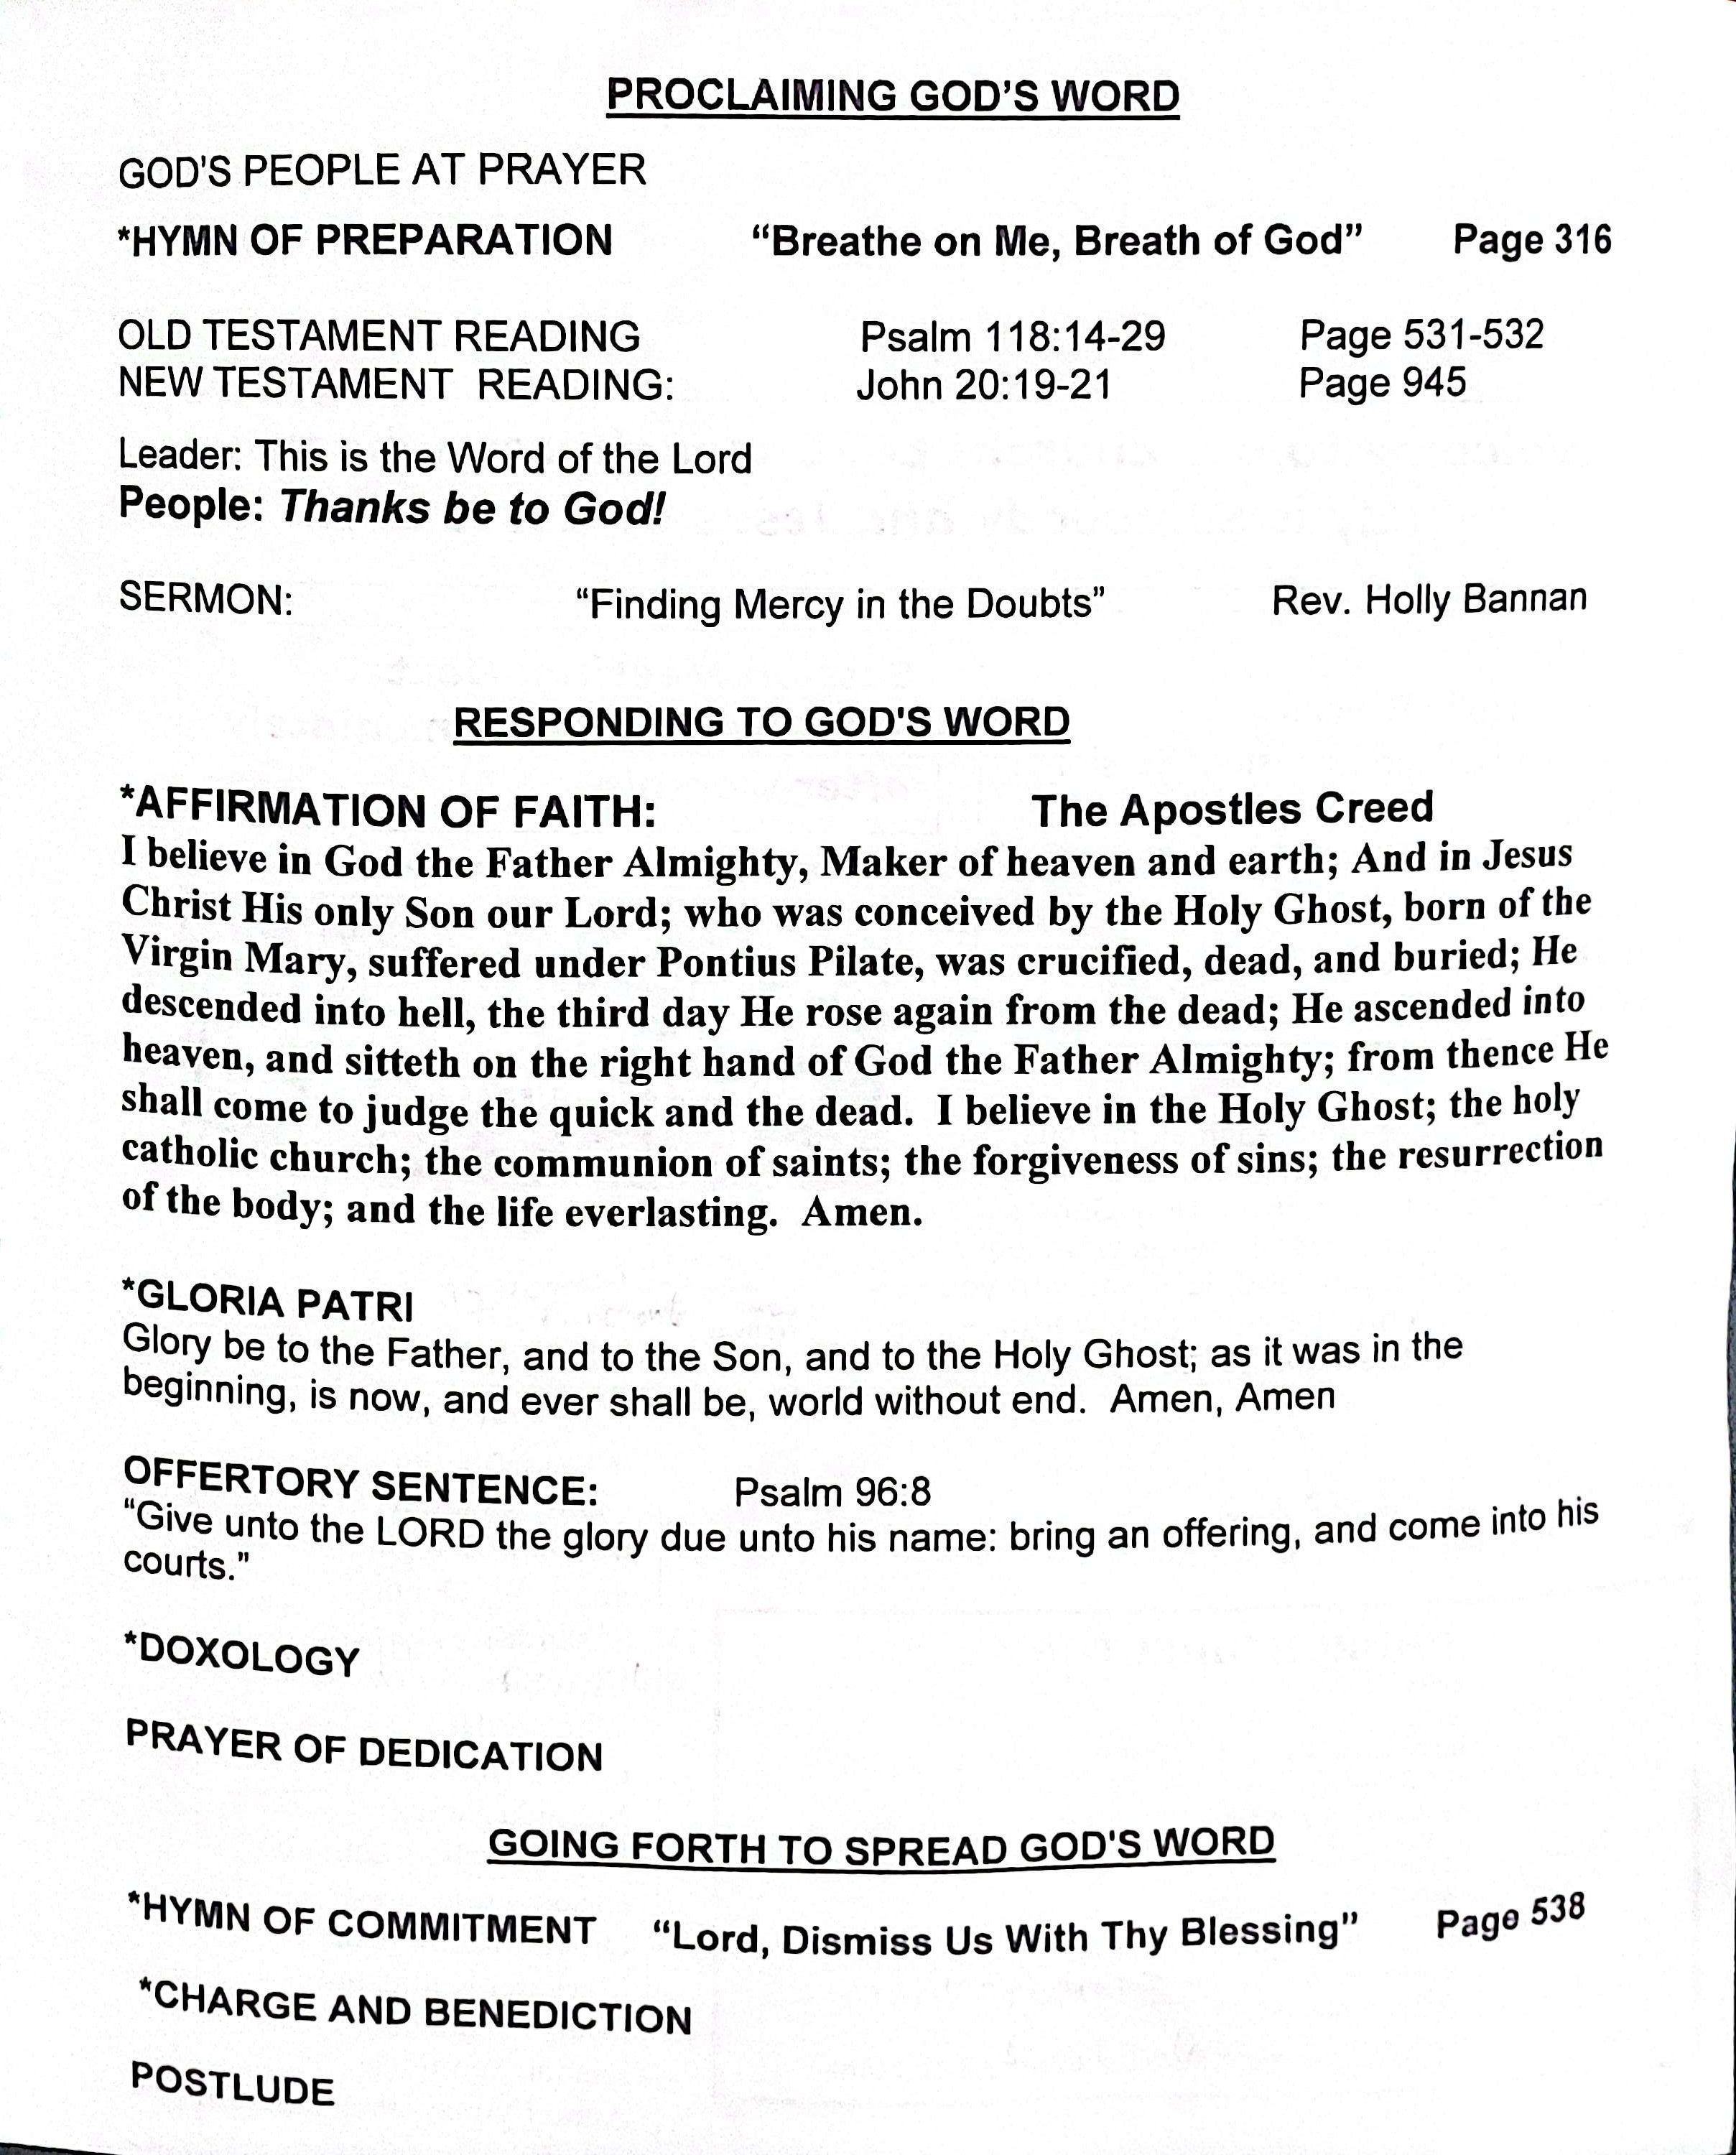 PROCLAIMING GOD'S WORD
GOD'S PEOPLE AT PRAYER
*HYMN OF PREPARATION “Breathe on Me, Breath of God” Page 316
OLD TESTAMENT READING Psalm 118:14-29 Page 531-532
NEW TESTAMENT READING: John 20:19-21 Page 945
Leader: This is the Word of the Lord
People: Thanks be to God!
SERMON: “Finding Mercy in the Doubts” Rev. Holly Bannan
RESPONDING TO GOD'S WORD
*AFFIRMATION OF FAITH: The Apostles Creed
I believe in God the Father Almighty, Maker of heaven and earth; And in Jesus
Christ His only Son our Lord; who was conceived by the Holy Ghost, born of the
Virgin Mary, suffered under Pontius Pilate, was crucified, dead, and buried; He
descended into hell, the third day He rose again from the dead; He ascended into
heaven, and sitteth on the right hand of God the Father Almighty; from thence He
shall come to judge the quick and the dead. I believe in the Holy Ghost; the holy
catholic church; the communion of saints; the forgiveness of sins; the resurrection
of the body; and the life everlasting. Amen.
*GLORIA PATRI
Glory be to the Father, and to the Son, and to the Holy Ghost; as it was in the
beginning, is now, and ever shall be, world without end. Amen, Amen
OFFERTORY SENTENCE: Psalm 96:8
“Give unto the LORD the glory due unto his name: bring an offering, and come into his
courts."
*DOXOLOGY
PRAYER OF DEDICATION
GOING FORTH TO SPREAD GOD'S WORD
*HYMN OF COMMITMENT “Lord, Dismiss Us With Thy Blessing” Page 538
*CHARGE AND BENEDICTION
POSTLUDE